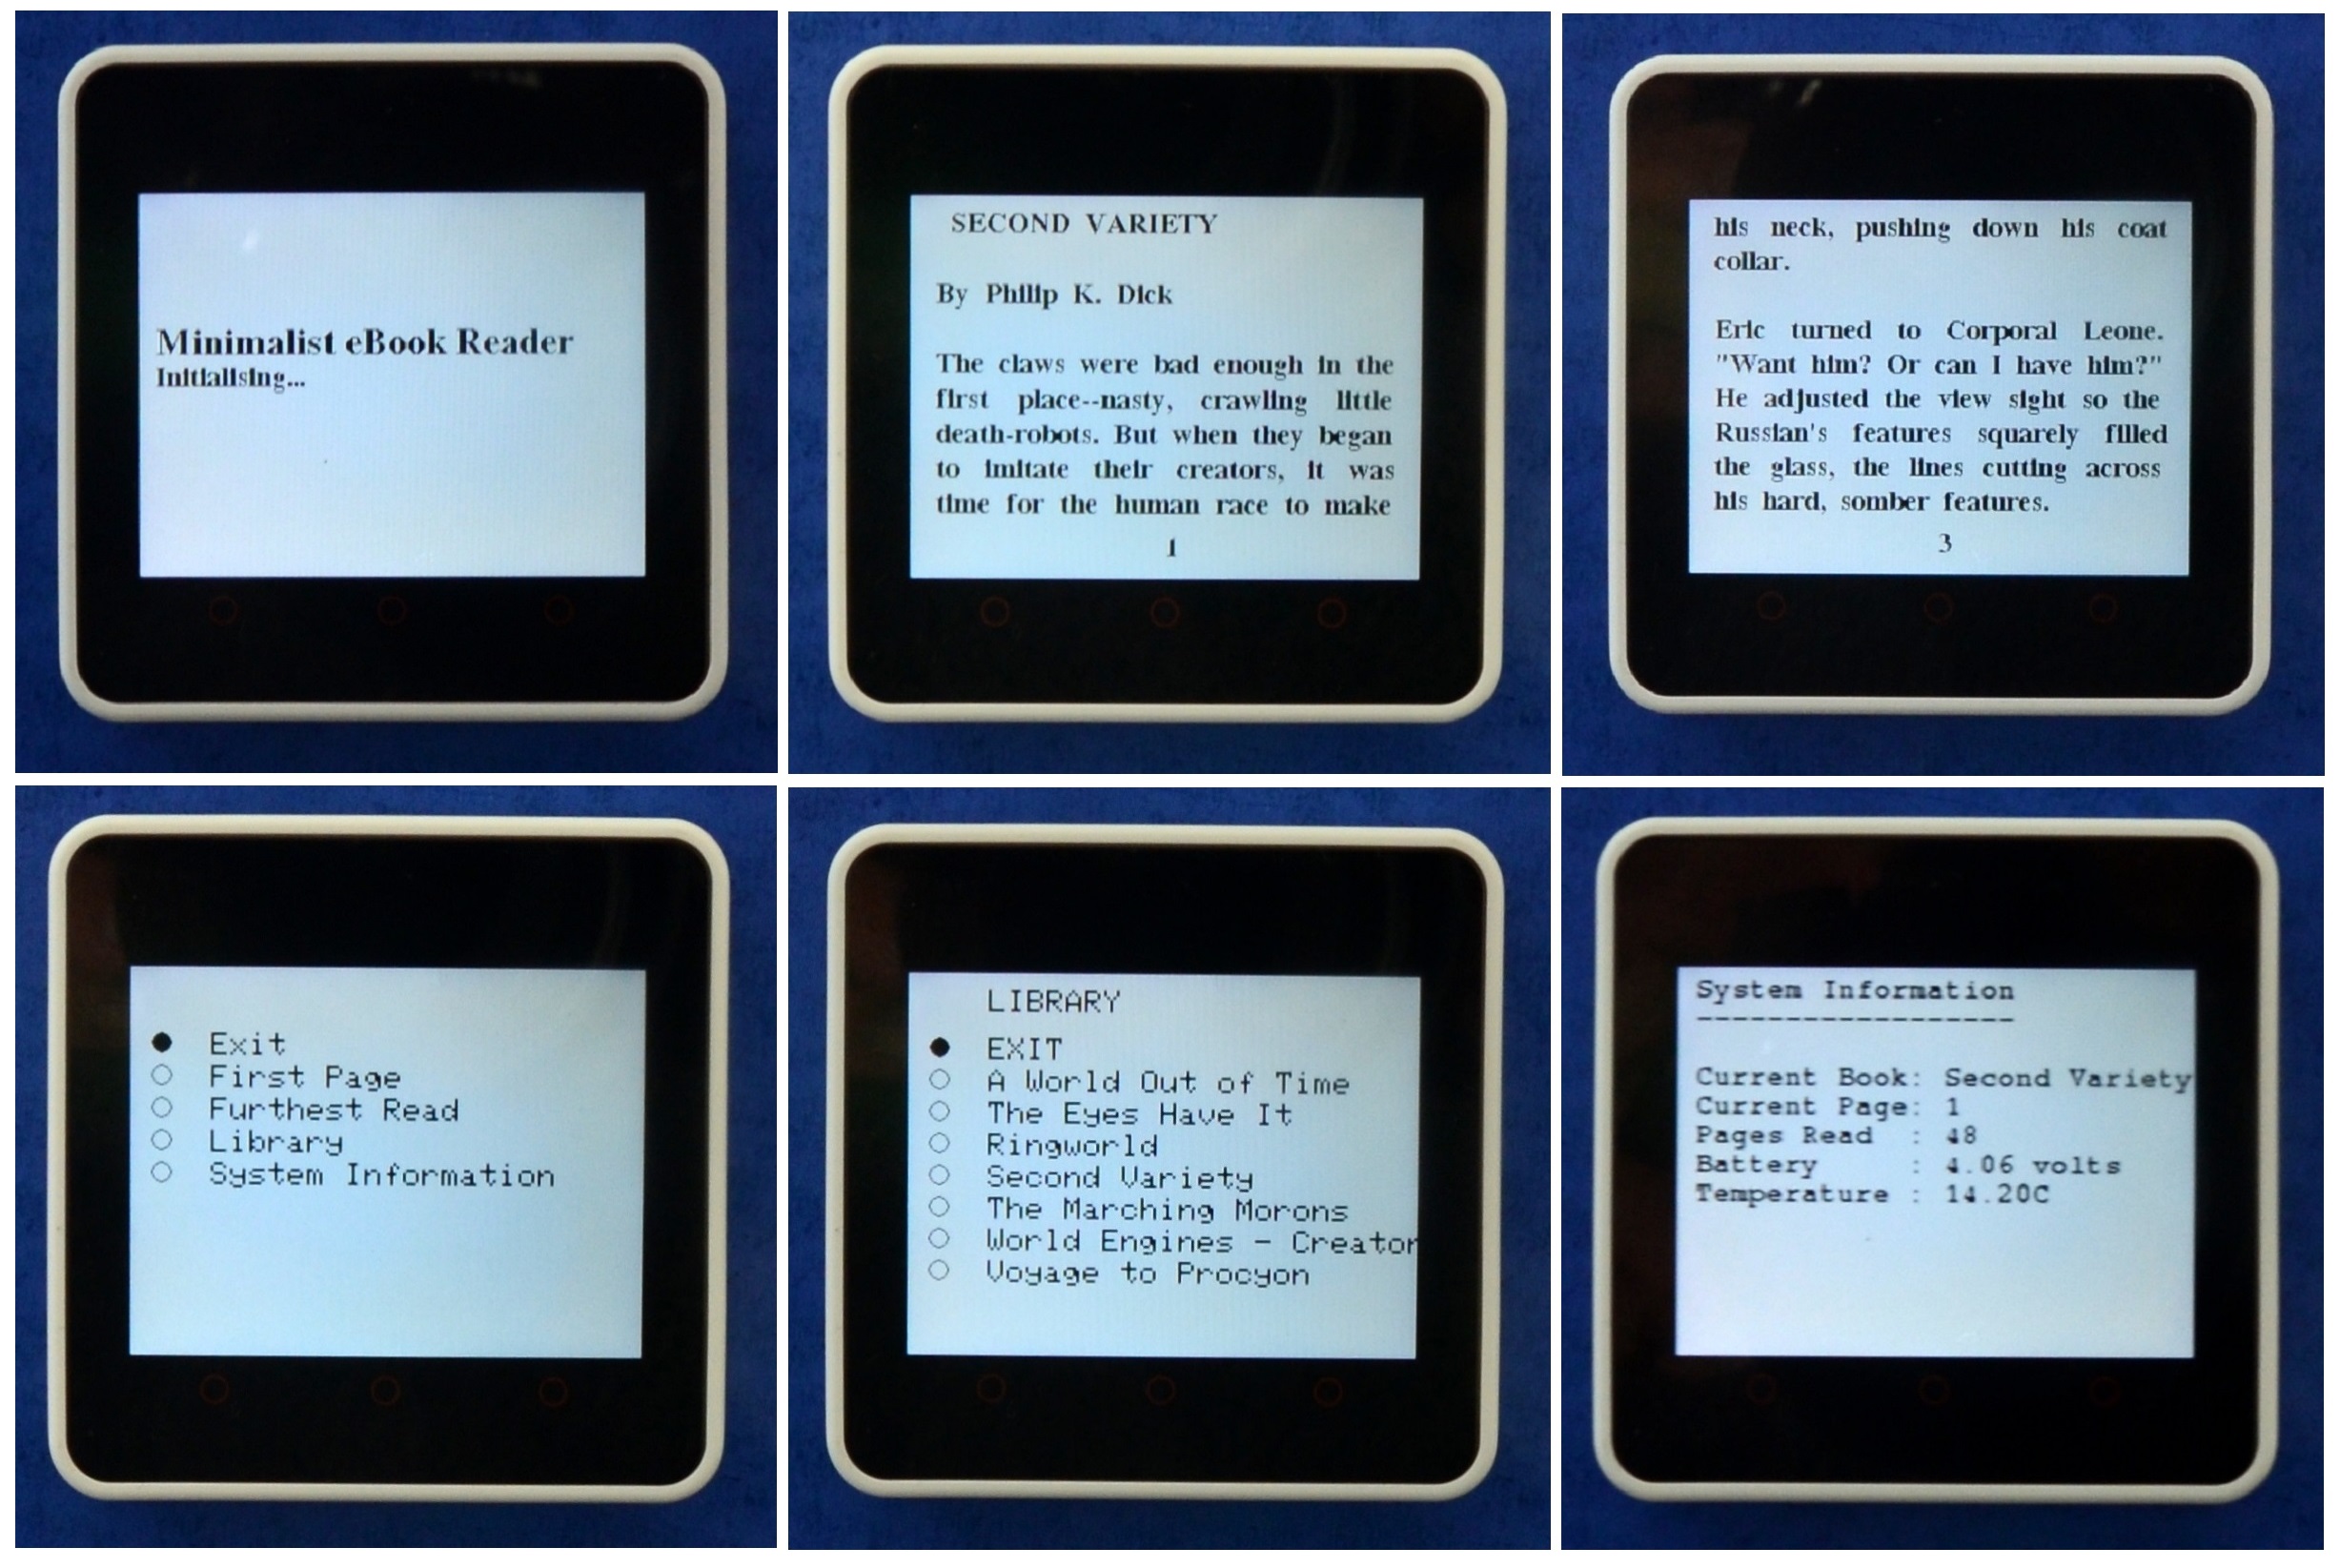 Minimalist eBook Reader
Initialising...
SECOND VARIETY
By Philip K. Dick
The claws were bad enough in the
first place--nasty, crawling little
death-robots. But when they began
to imitate their creators, it was
time for the human race to make
1
his neck, pushing down his coat
collar.
Eric turned to Corporal Leone.
"Want him? Or can I have him?"
He adjusted the view sight so the
Russian's features squarely filled
the glass, the lines cutting across
his hard, somber features.
3
Exit
First Page
Furthest Read
Library
System Information
LIBRARY
EXIT
A World Out of Time
The Eyes Have It
Ringworld
Second Variety
The Marching Morons
World Engines - Creator
Voyage to Procyon
System Information
------------------
Current Book: Second Variety
Current Page: 1
Pages Read : 48
Battery : 4.06 volts
Temperature : 14.20C